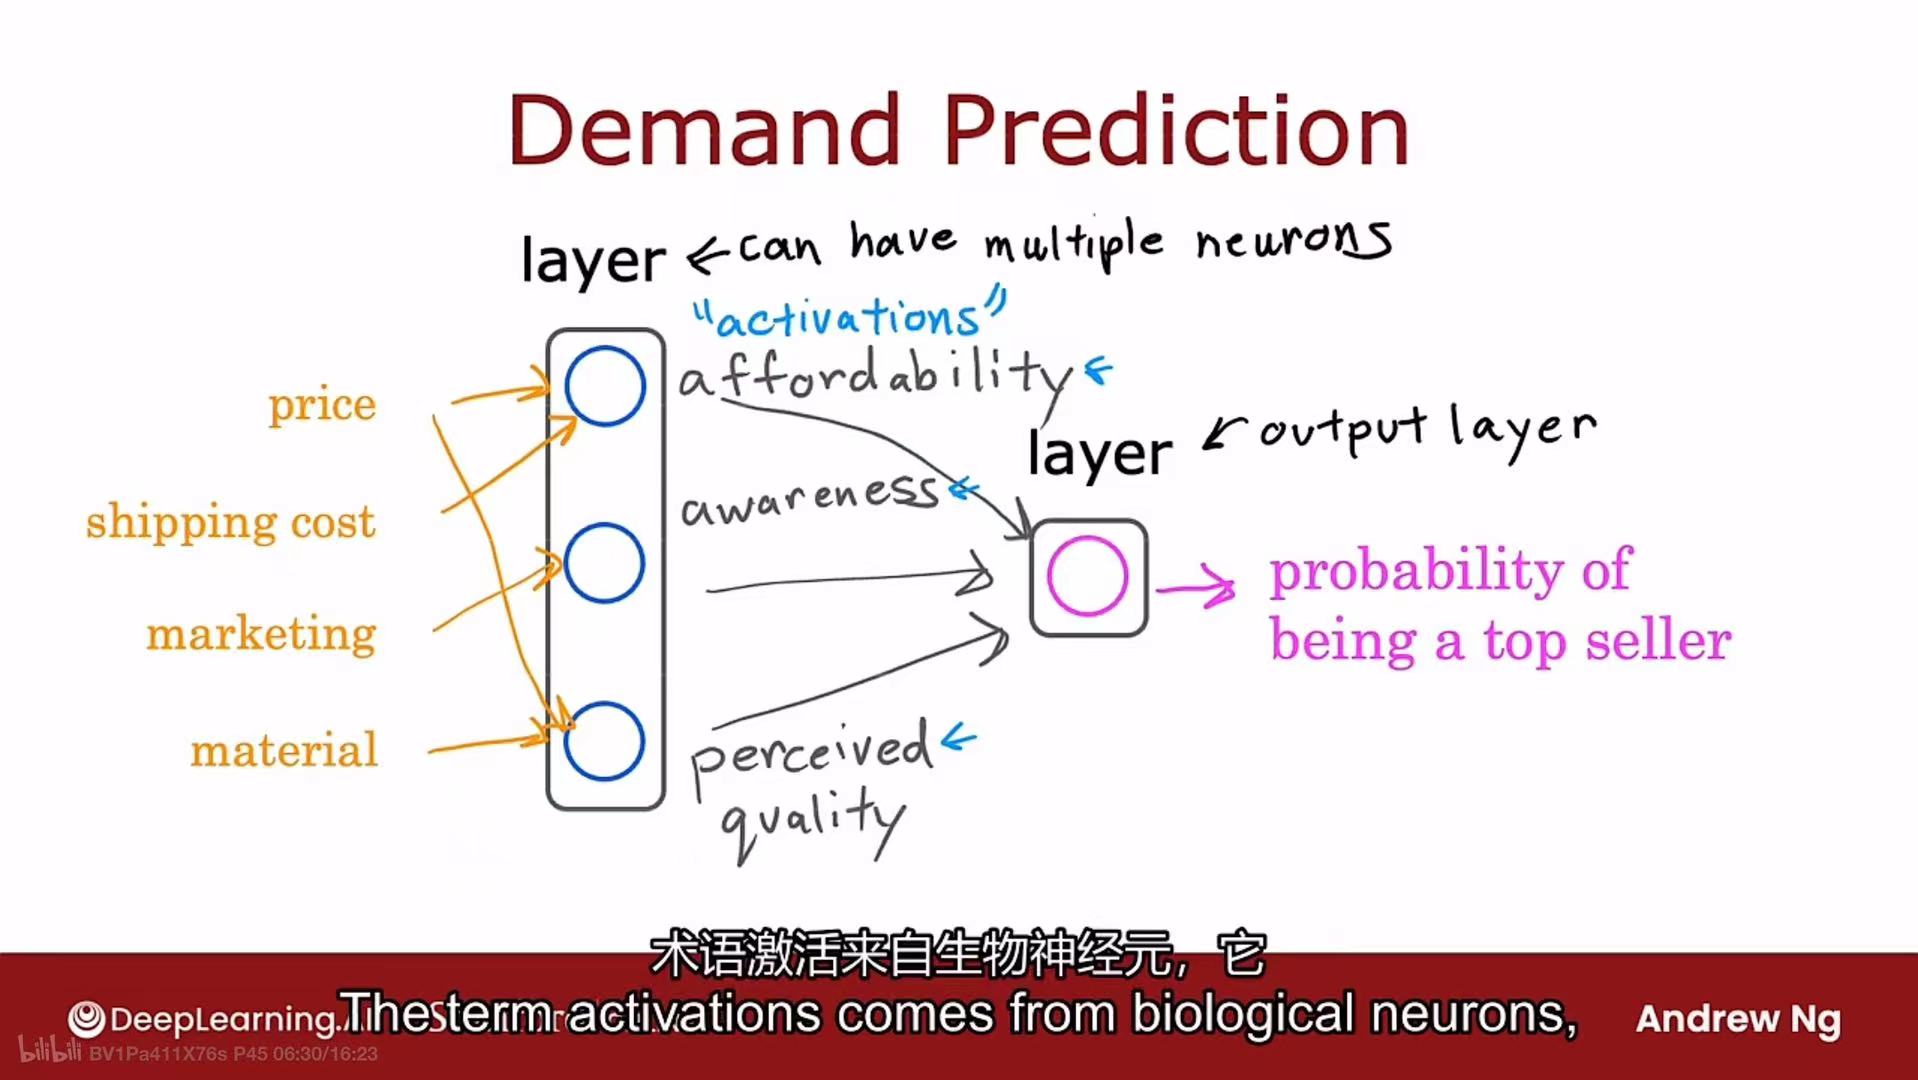 Demand Prediction
layer ← can have multiple neurons
"activations"
affordability ←
price
layer ← output layer
shipping cost
awareness ←
probability of
being a top seller
marketing
material
perceived ←
quality
术语激活来自生物神经元，它
The term activations comes from biological neurons,
DeepLearning.A
Andrew Ng
bilibili BV1Pa411X76s P45 06:30/16:23